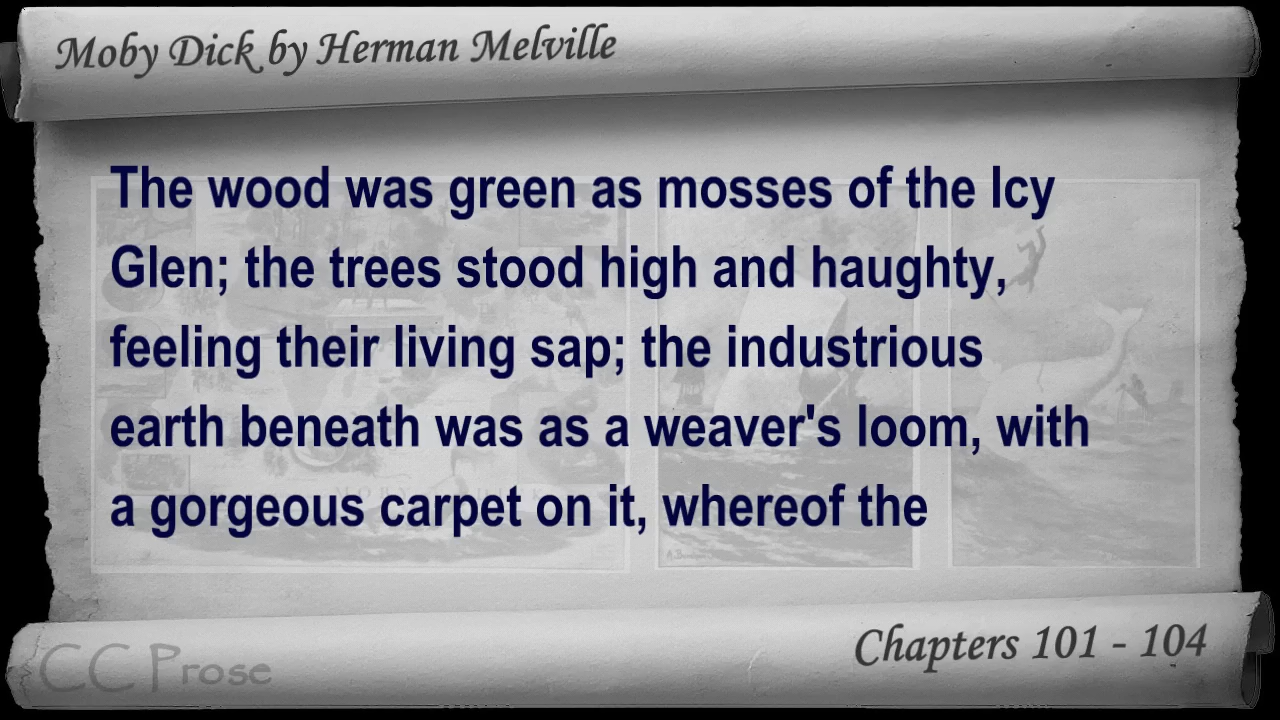 Moby Dick by Herman Melville
The wood was green as mosses of the Icy
Glen; the trees stood high and haughty,
feeling their living sap; the industrious
earth beneath was as a weaver's loom, with
a gorgeous carpet on it, whereof the
Chapters 101 - 104
CC Prose